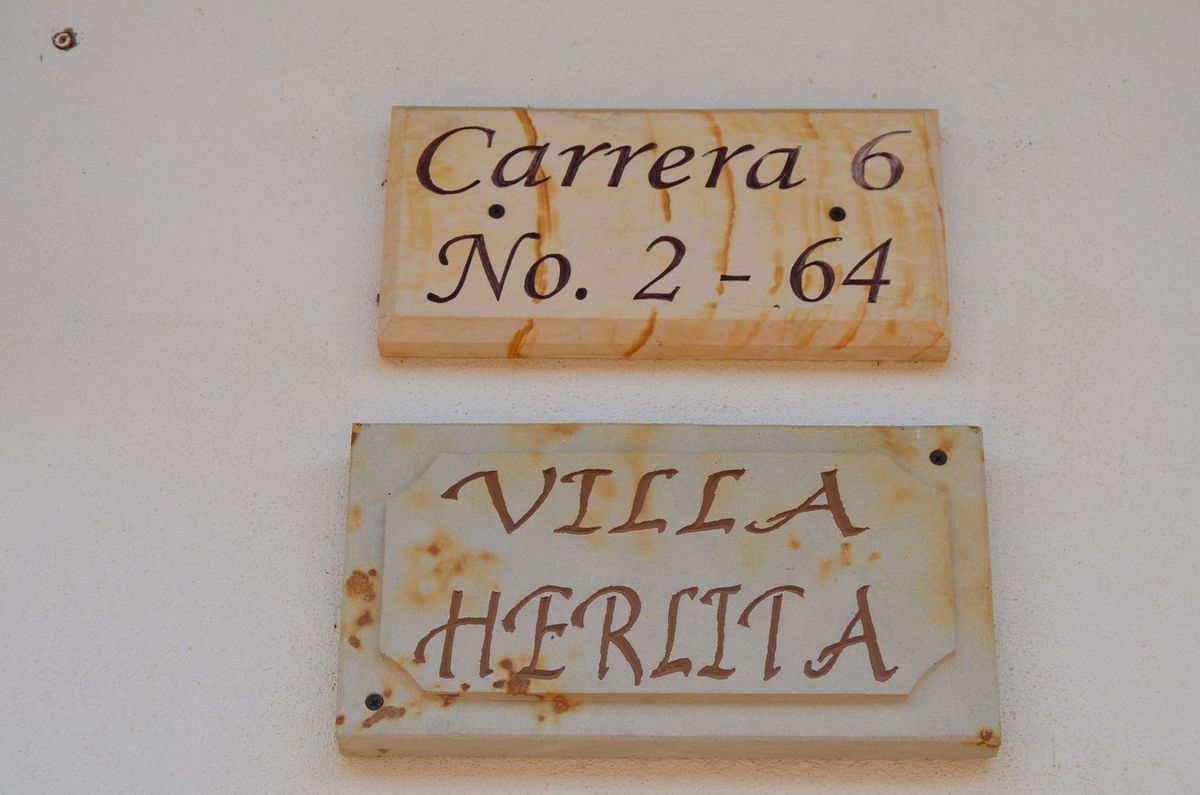 Carrera 6
No. 2 - 64
VILLA
HERLITA